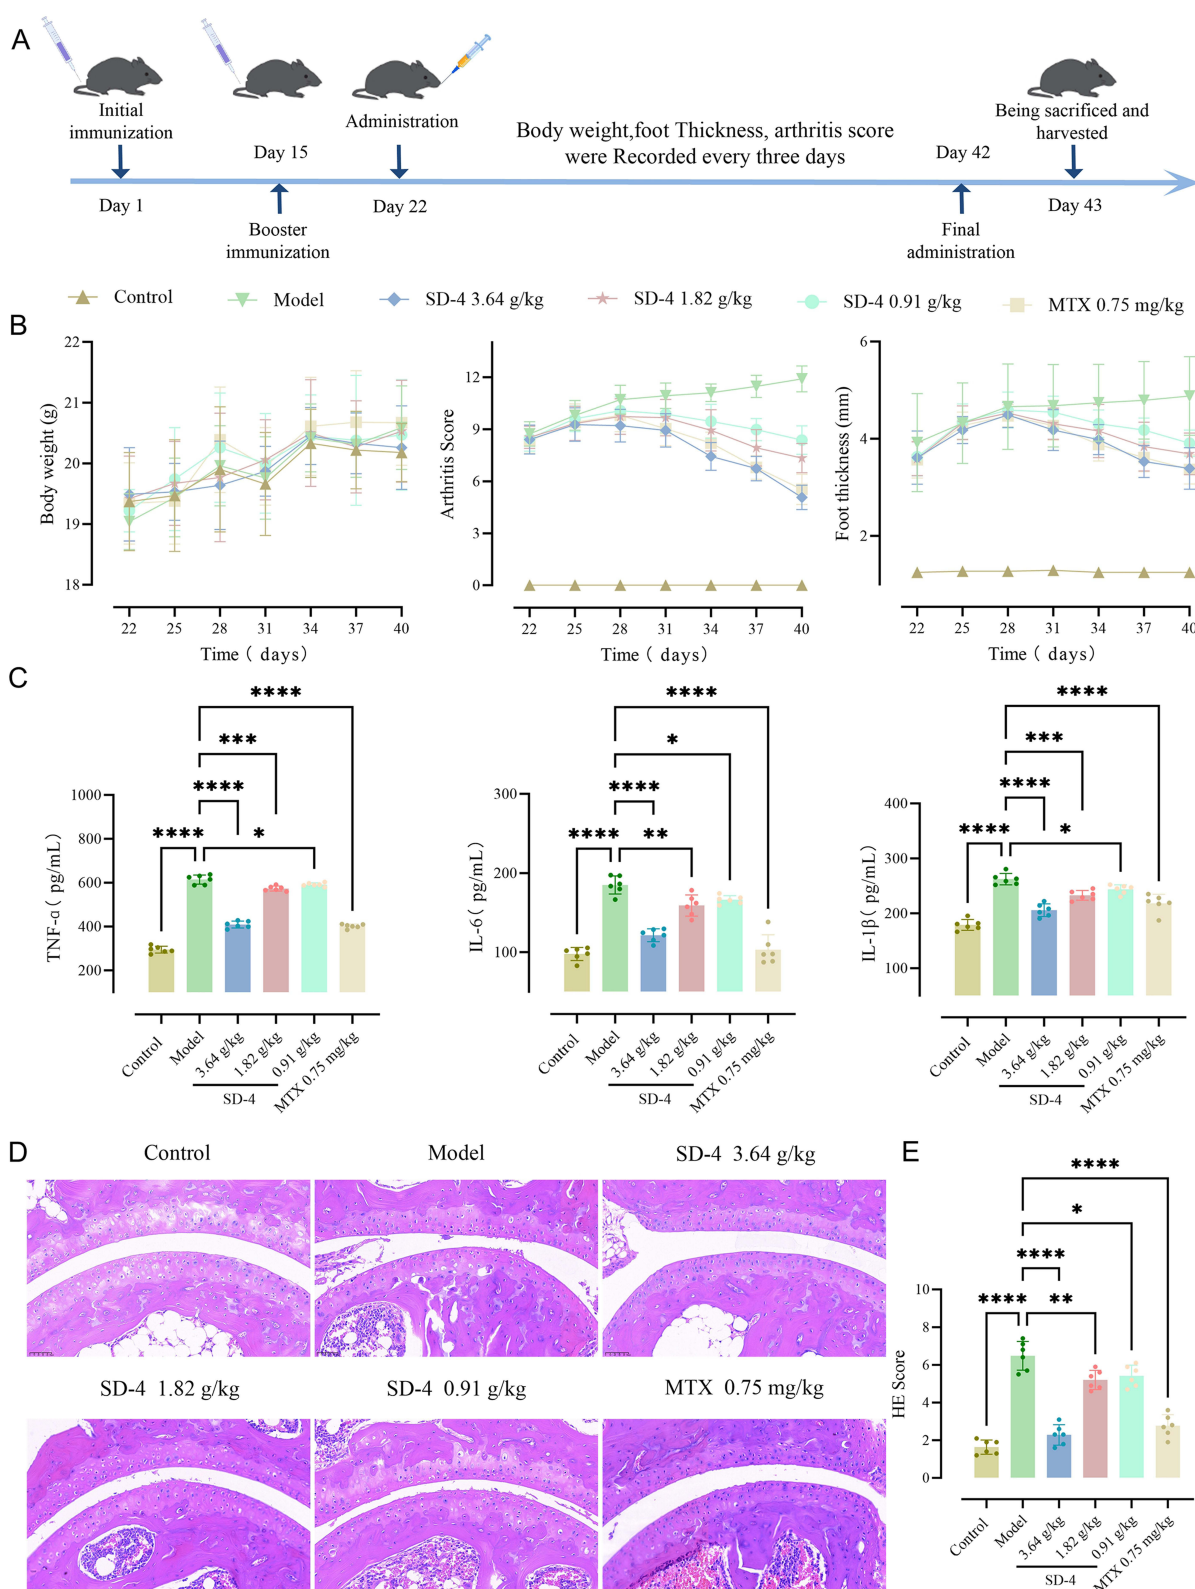 A
Initial
immunization
Day 1
Day 15
Booster
immunization
Administration
Day 22
Body weight,foot Thickness, arthritis score
were Recorded every three days
Day 42
Final
administration
Being sacrificed and
harvested
Day 43
Control
Model
SD-4 3.64 g/kg
SD-4 1.82 g/kg
SD-4 0.91 g/kg
MTX 0.75 mg/kg
B
Body weight (g)
22
21
20
19
18
22 25 28 31 34 37 40
Time ( days)
Arthritis Score
12
9
6
3
0
22 25 28 31 34 37 40
Time ( days)
Foot thickness (mm)
6
4
2
22 25 28 31 34 37 40
Time ( days)
C
TNF-α ( pg/mL)
1000
800
600
400
200
****
***
****
**** *
Control
Model
3.64 g/kg
1.82 g/kg
0.91 g/kg
MTX 0.75 mg/kg
SD-4
IL-6 ( pg/mL)
300
200
100
****
*
****
**** **
Control
Model
3.64 g/kg
1.82 g/kg
0.91 g/kg
MTX 0.75 mg/kg
SD-4
IL-1β ( pg/mL)
400
300
200
100
****
***
****
**** *
Control
Model
3.64 g/kg
1.82 g/kg
0.91 g/kg
MTX 0.75 mg/kg
SD-4
D
Control
Model
SD-4 3.64 g/kg
SD-4 1.82 g/kg
SD-4 0.91 g/kg
MTX 0.75 mg/kg
E
HE Score
10
8
6
4
2
0
****
*
****
**** **
Control
Model
3.64 g/kg
1.82 g/kg
0.91 g/kg
MTX 0.75 mg/kg
SD-4